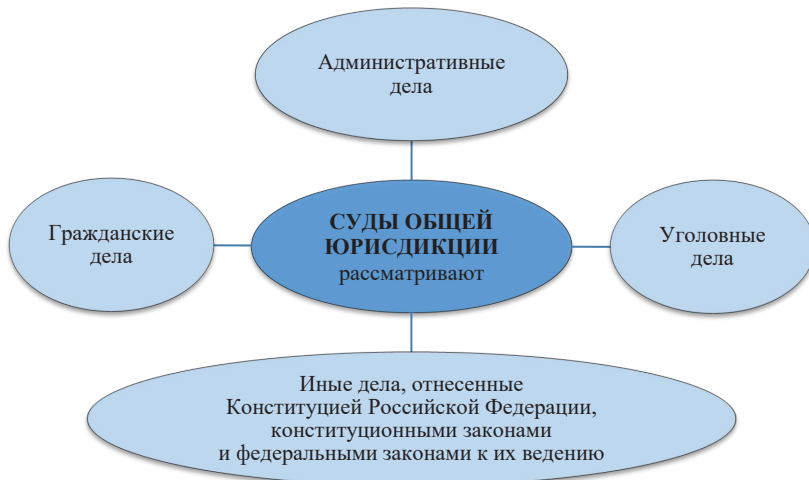 Административные
дела
Гражданские
дела
СУДЫ ОБЩЕЙ
ЮРИСДИКЦИИ
рассматривают
Уголовные
дела
Иные дела, отнесенные
Конституцией Российской Федерации,
конституционными законами
и федеральными законами к их ведению